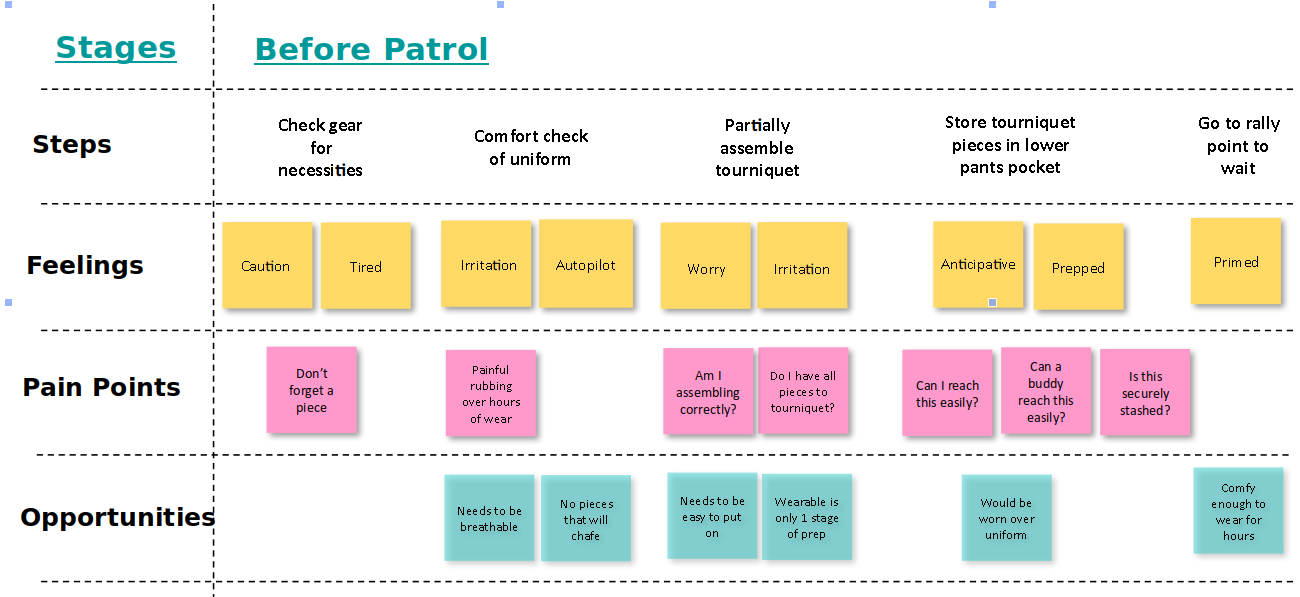 Stages
Before Patrol
Steps
Check gear
for
necessities
Comfort check
of uniform
Partially
assemble
tourniquet
Store tourniquet
pieces in lower
pants pocket
Go to rally
point to
wait
Feelings
Caution
Tired
Irritation
Autopilot
Worry
Irritation
Anticipative
Prepped
Primed
Pain Points
Don’t
forget a
piece
Painful
rubbing
over hours
of wear
Am I
assembling
correctly?
Do I have all
pieces to
tourniquet?
Can I reach
this easily?
Can a
buddy
reach this
easily?
Is this
securely
stashed?
Opportunities
Needs to be
breathable
No pieces
that will
chafe
Needs to be
easy to put
on
Wearable is
only 1 stage
of prep
Would be
worn over
uniform
Comfy
enough to
wear for
hours